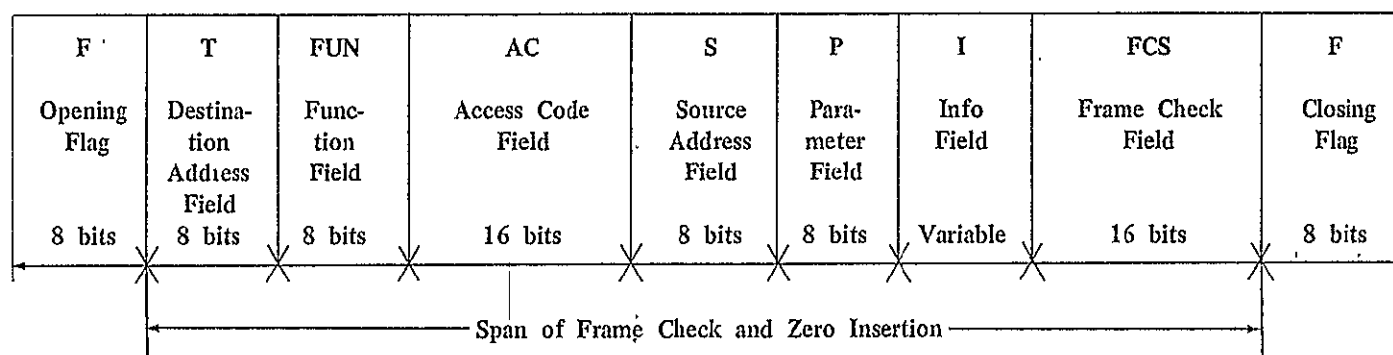 F T FUN AC S P I FCS F
Opening Destina- Func- Access Code Source Para- Info Frame Check Closing
Flag tion tion Field Address meter Field Field Flag
Address Field Field Field
Field
8 bits 8 bits 8 bits 16 bits 8 bits 8 bits Variable 16 bits 8 bits
Span of Frame Check and Zero Insertion